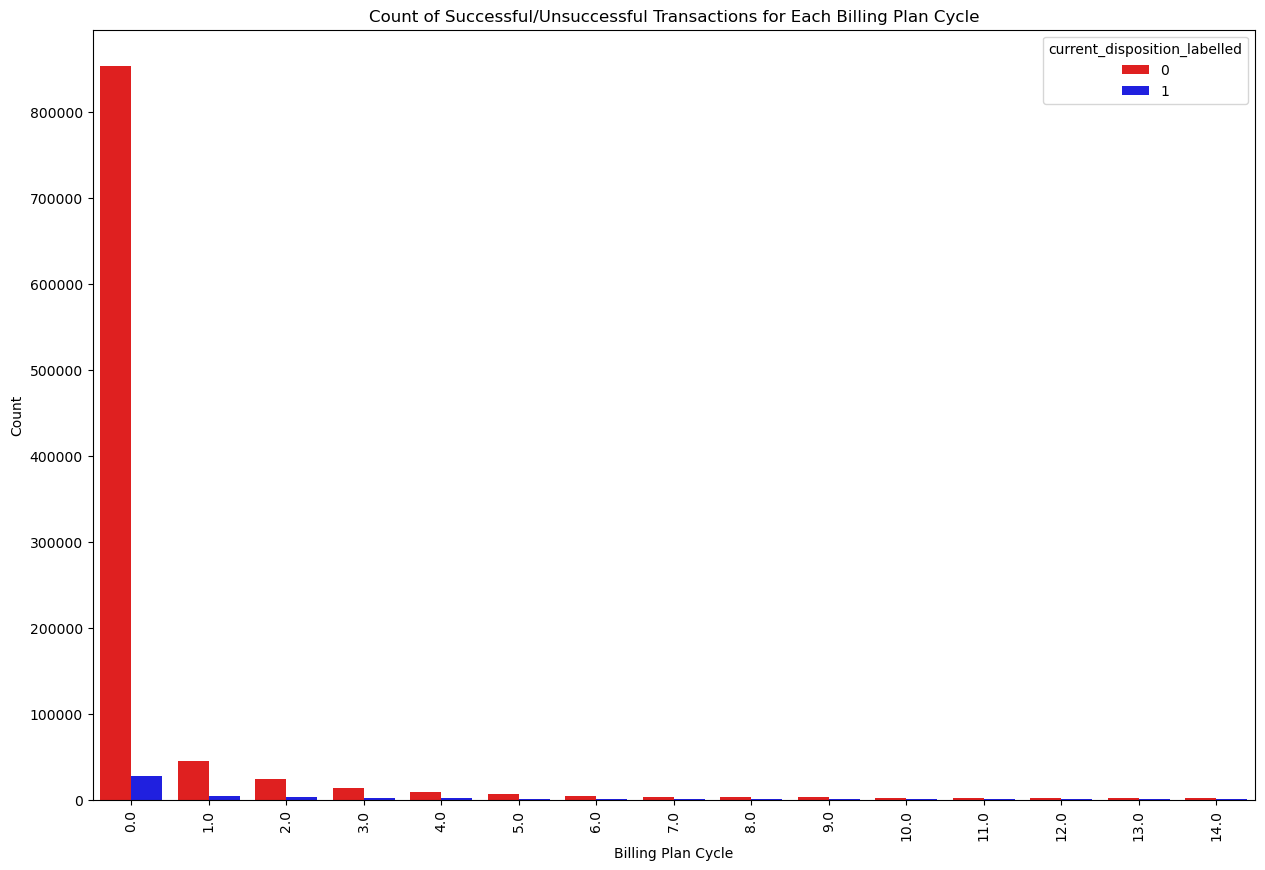 Count of Successful/Unsuccessful Transactions for Each Billing Plan Cycle
current_disposition_labelled
0
1
800000
700000
600000
500000
400000
300000
200000
100000
0
Count
0.0 1.0 2.0 3.0 4.0 5.0 6.0 7.0 8.0 9.0 10.0 11.0 12.0 13.0 14.0
Billing Plan Cycle